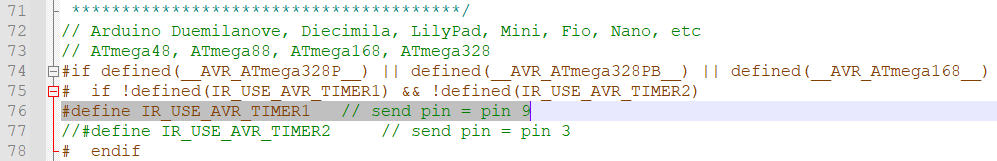 71 ***************************************/
72 // Arduino Duemilanove, Diecimila, LilyPad, Mini, Fio, Nano, etc
73 // ATmega48, ATmega88, ATmega168, ATmega328
74 #if defined(__AVR_ATmega328P__) || defined(__AVR_ATmega328PB__) || defined(__AVR_ATmega168__)
75 #  if !defined(IR_USE_AVR_TIMER1) && !defined(IR_USE_AVR_TIMER2)
76 #define IR_USE_AVR_TIMER1   // send pin = pin 9
77 //#define IR_USE_AVR_TIMER2     // send pin = pin 3
78 #  endif